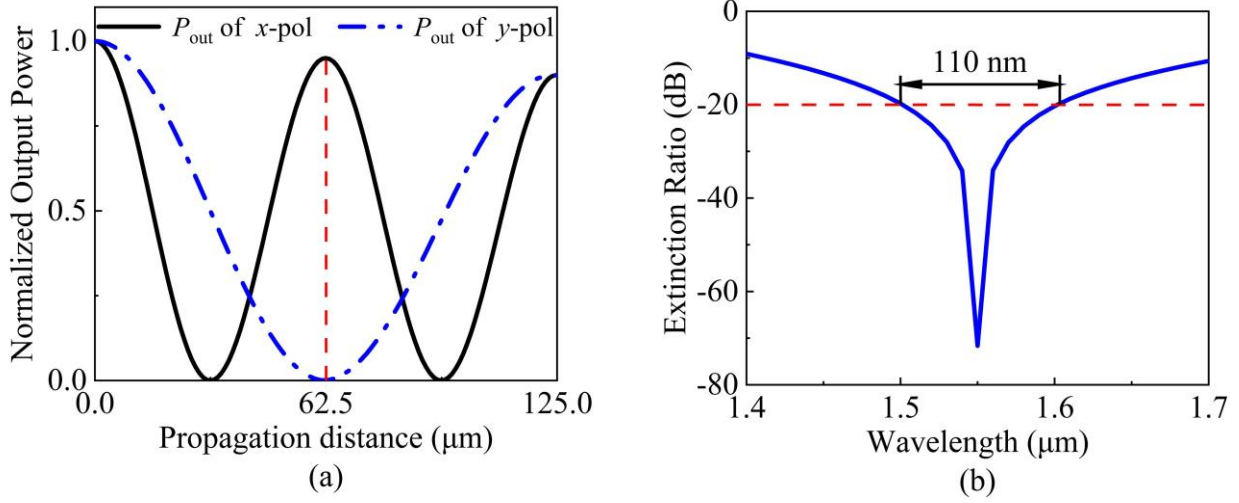 P_out of x-pol
P_out of y-pol
Normalized Output Power
1.0
0.5
0.0
0.0 62.5 125.0
Propagation distance (μm)
(a)
Extinction Ratio (dB)
0
-20
-40
-60
-80
110 nm
1.4 1.5 1.6 1.7
Wavelength (μm)
(b)